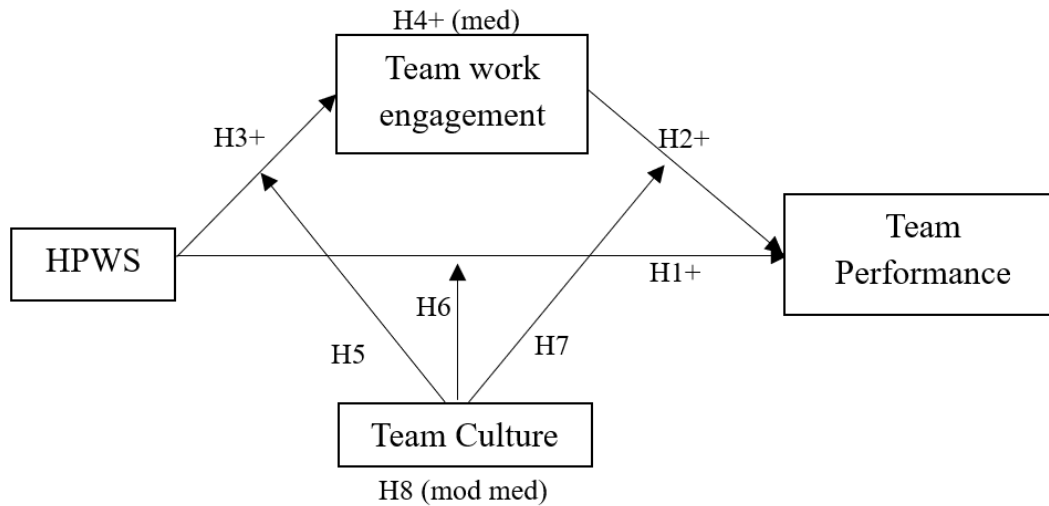 H4+ (med)
Team work
engagement
H3+
H2+
HPWS
Team
Performance
H1+
H6
H5
H7
Team Culture
H8 (mod med)